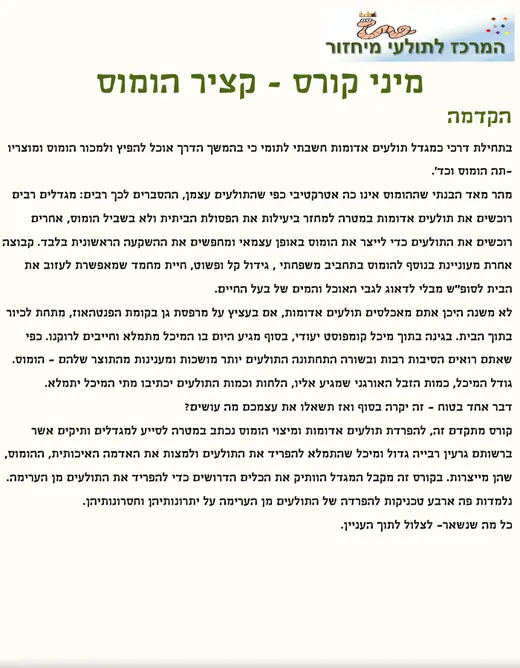 המרכז לתולעי מיחזור
מיני קורס - קציר הומוס
הקדמה
בתחילת דרכי כמגדל תולעים אדומות חשבתי לתומי כי בהמשך הדרך אוכל להפיץ ולמכור הומוס ומוצריו
-תה הומוס וכד'.
מהר מאד הבנתי שההומוס אינו כה אטרקטיבי כפי שהתולעים עצמן, ההסברים לכך רבים: מגדלים רבים
רוכשים את תולעים אדומות במטרה למחזר ביעילות את הפסולת הביתית ולא בשביל הומוס, אחרים
רוכשים את התולעים כדי לייצר את הומוס באופן עצמאי ומחפשים את ההשקעה הראשונית בלבד. קבוצה
אחרת מעוניינת בנוסף להומוס בתחביב משפחתי , גידול קל ופשוט, חיית מחמד שמאפשרת לעזוב את
הבית לסופ"ש מבלי לדאוג לגבי האוכל והמים של בעל החיים.
לא משנה היכן אתם מאכלסים תולעים אדומות, אם בעציץ על מרפסת גן בקומת הפנטהאוז, מתחת לכיור
בתוך הבית. בגינה בתוך מיכל קומפוסט יעודי, בסוף מגיע היום בו המיכל מתמלא וחייבים לרוקנו. כפי
שאתם רואים הסיבות רבות ובשורה התחתונה התולעים יותר מושכות ומענינות מהתוצר שלהם - הומוס.
גודל המיכל, כמות הזבל האורגני שמגיע אליו, הלחות וכמות התולעים יכתיבו מתי המיכל יתמלא.
דבר אחד בטוח - זה יקרה בסוף ואז תשאלו את עצמכם מה עושים?
קורס מתקדם זה, להפרדת תולעים אדומות ומיצוי הומוס נכתב במטרה לסייע למגדלים ותיקים אשר
ברשותם גרעין רבייה גדול ומיכל שהתמלא להפריד את התולעים ולמצות את האדמה האיכותית, ההומוס,
שהן מייצרות. בקורס זה מקבל המגדל הוותיק את הכלים הדרושים כדי להפריד את התולעים מן הערימה.
נלמדות פה ארבע טכניקות להפרדה של התולעים מן הערימה על יתרונותיהן וחסרונותיהן.
כל מה שנשאר- לצלול לתוך העניין.